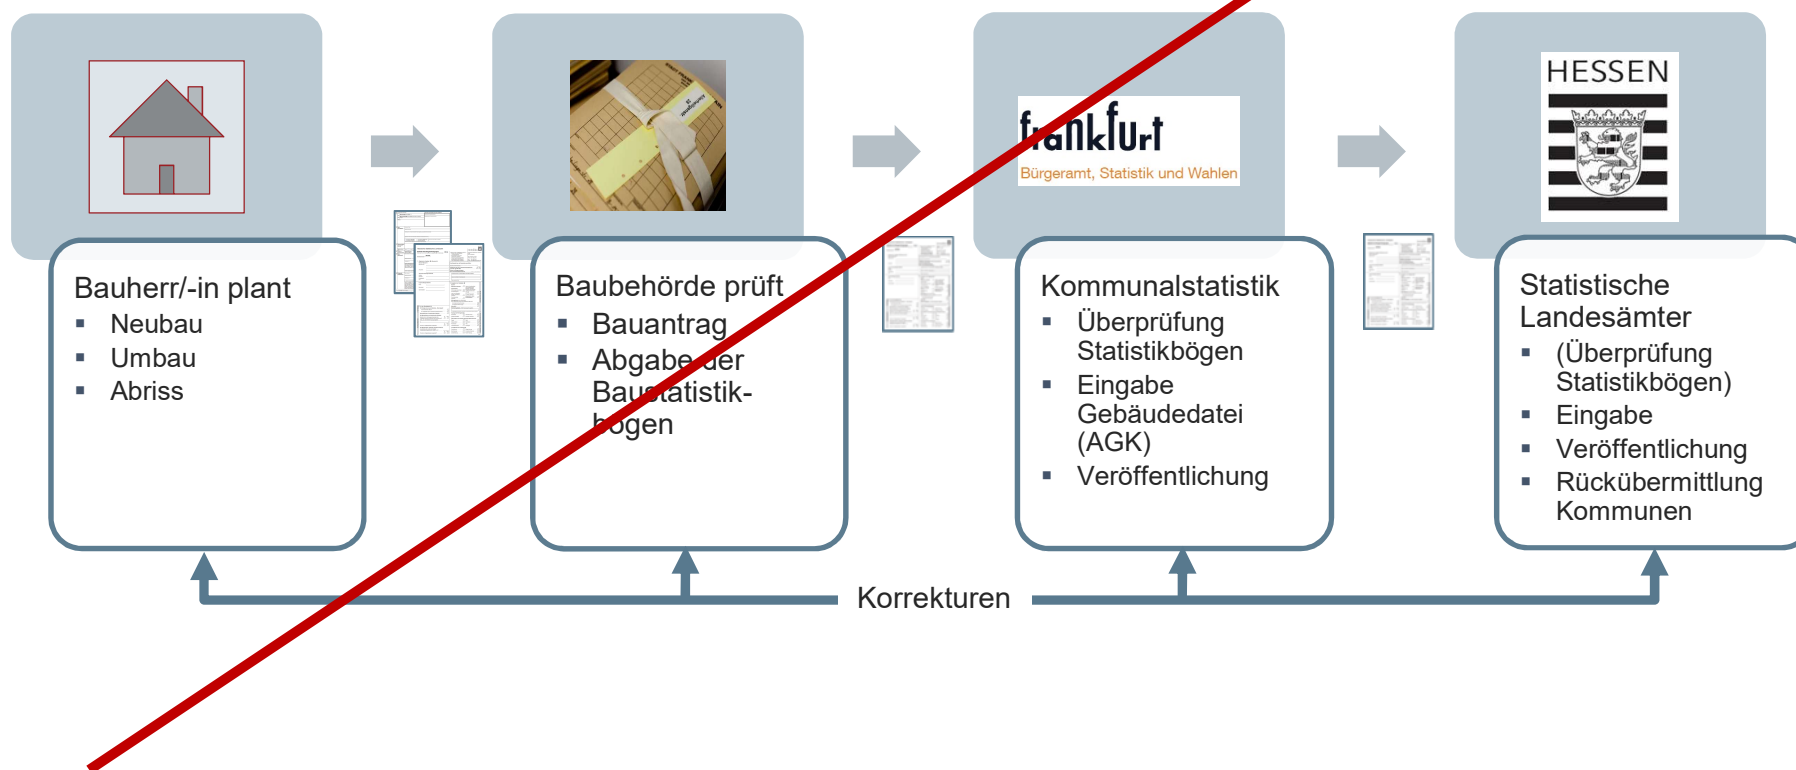 HESSEN
frankfurt
Bürgeramt, Statistik und Wahlen
Bauherr/-in plant
▪ Neubau
▪ Umbau
▪ Abriss
Baubehörde prüft
▪ Bauantrag
▪ Abgabe der
Baustatistik-
bögen
Kommunalstatistik
▪ Überprüfung
Statistikbögen
▪ Eingabe
Gebäudedatei
(AGK)
▪ Veröffentlichung
Statistische
Landesämter
▪ (Überprüfung
Statistikbögen)
▪ Eingabe
▪ Veröffentlichung
▪ Rückübermittlung
Kommunen
Korrekturen